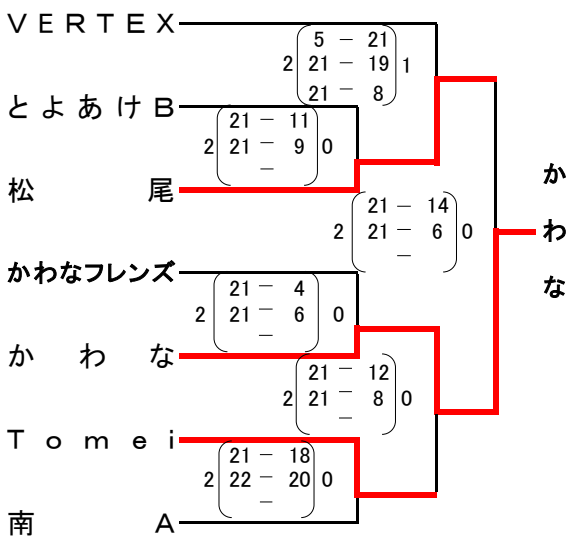 VERTEX
5 - 21
2 21 - 19 1
21 - 8
とよあけB
21 - 11
2 21 - 9 0
-
松尾
21 - 14
2 21 - 6 0
-
かわな
かわなフレンズ
21 - 4
2 21 - 6 0
-
かわな
21 - 12
2 21 - 8 0
-
Tomei
21 - 18
2 22 - 20 0
-
南A